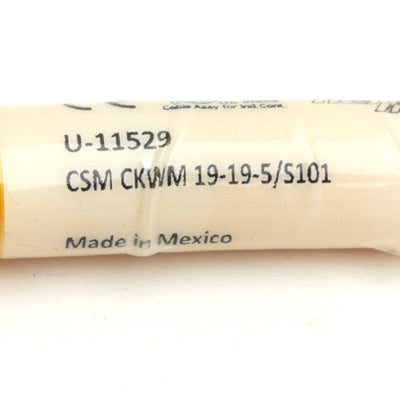 Cable Assy for Ind.Cont.
U-11529
CSM CKWM 19-19-5/S101
Made in Mexico